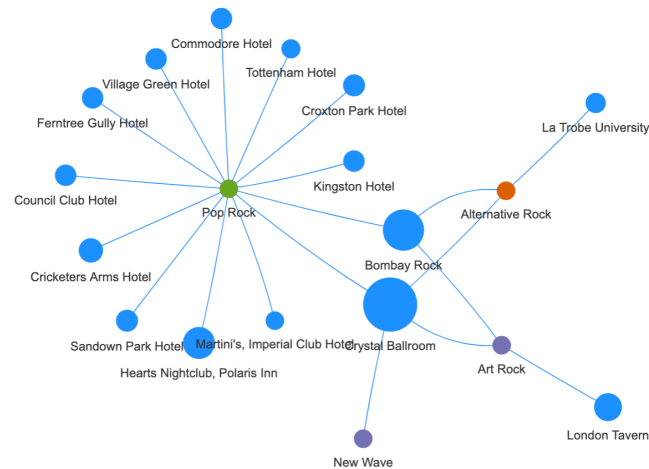 Commodore Hotel
Tottenham Hotel
Village Green Hotel
Croxton Park Hotel
Ferntree Gully Hotel
La Trobe University
Kingston Hotel
Council Club Hotel
Pop Rock
Alternative Rock
Bombay Rock
Cricketers Arms Hotel
Sandown Park Hotel
Martini's, Imperial Club Hotel
Crystal Ballroom
Hearts Nightclub, Polaris Inn
Art Rock
London Tavern
New Wave